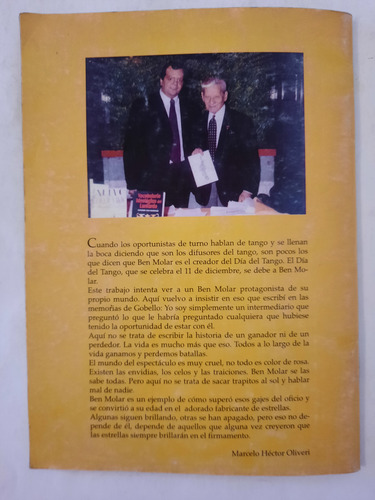 NUEVO
Vocabulario
Ideológico del
Lunfardo
Cuando los oportunistas de turno hablan de tango y se llenan
la boca diciendo que son los difusores del tango, son pocos los
que dicen que Ben Molar es el creador del Día del Tango. El Día
del Tango, que se celebra el 11 de diciembre, se debe a Ben Mo-
lar.
Este trabajo intenta ver a un Ben Molar protagonista de su
propio mundo. Aquí vuelvo a insistir en eso que escribí en las
memorias de Gobello: Yo soy simplemente un intermediario que
preguntó lo que le habría preguntado cualquiera que hubiese
tenido la oportunidad de estar con él.
Aquí no se trata de escribir la historia de un ganador ni de un
perdedor. La vida es mucho más que eso. Todos a lo largo de la
vida ganamos y perdemos batallas.
El mundo del espectáculo es muy cruel, no todo es color de rosa.
Existen las envidias, los celos y las traiciones. Ben Molar se las
sabe todas. Pero aquí no se trata de sacar trapitos al sol y hablar
mal de nadie.
Ben Molar es un ejemplo de cómo superó esos gajes del oficio y
se convirtió a su edad en el adorado fabricante de estrellas.
Algunas siguen brillando, otras se han apagado, pero eso no de-
pende de él, depende de aquellos que alguna vez creyeron que
las estrellas siempre brillarán en el firmamento.
Marcelo Héctor Oliveri